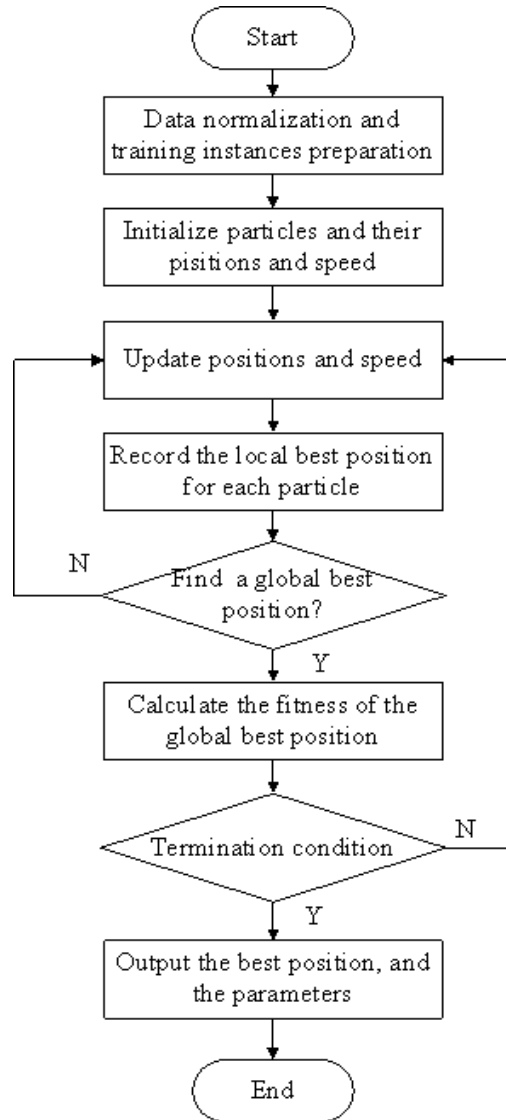 Start
Data normalization and
training instances preparation
Initialize particles and their
pisitions and speed
Update positions and speed
Record the local best position
for each particle
N
Find a global best
position?
Y
Calculate the fitness of the
global best position
N
Termination condition
Y
Output the best position, and
the parameters
End